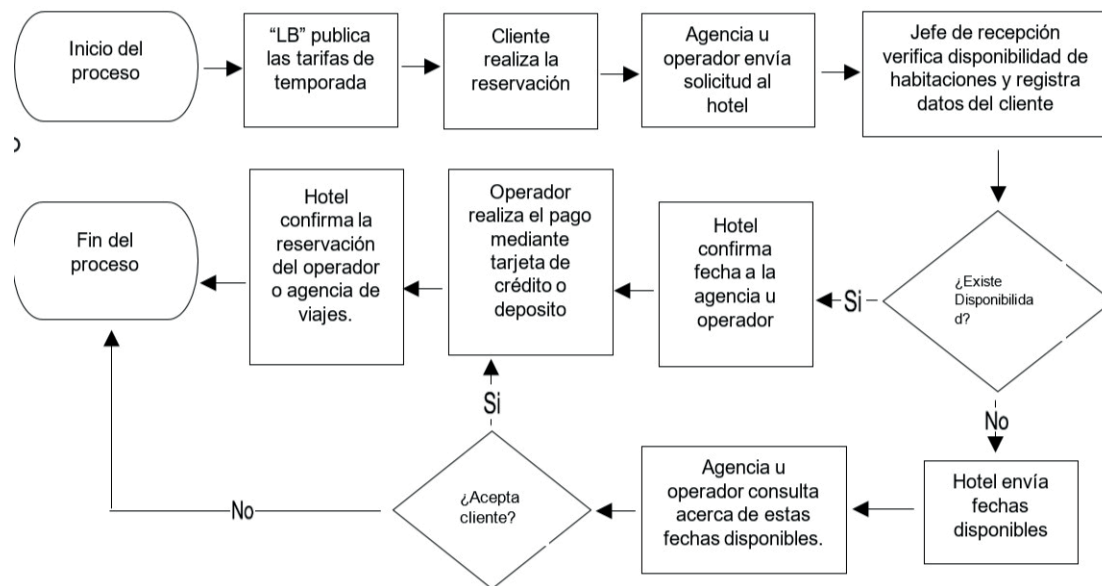 Inicio del
proceso
“LB” publica
las tarifas de
temporada
Cliente
realiza la
reservación
Agencia u
operador envía
solicitud al
hotel
Jefe de recepción
verifica disponibilidad de
habitaciones y registra
datos del cliente
Fin del
proceso
Hotel
confirma la
reservación
del operador
o agencia de
viajes.
Operador
realiza el pago
mediante
tarjeta de
crédito o
deposito
Hotel
confirma
fecha a la
agencia u
operador
Si
¿Existe
Disponibilida
d?
Si
No
No
¿Acepta
cliente?
Agencia u
operador consulta
acerca de estas
fechas disponibles.
Hotel envía
fechas
disponibles